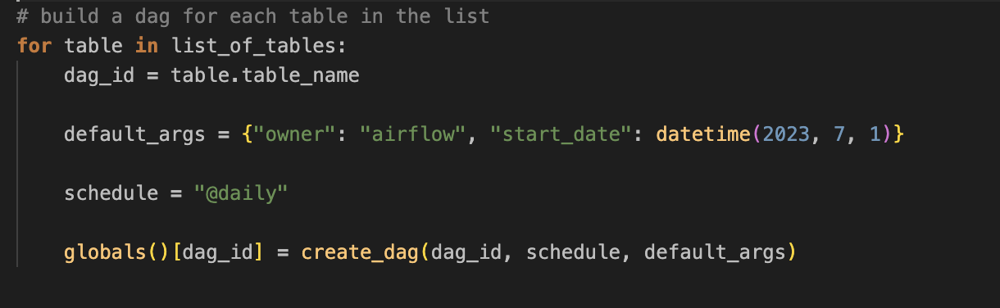 # build a dag for each table in the list
for table in list_of_tables:
    dag_id = table.table_name
    default_args = {"owner": "airflow", "start_date": datetime(2023, 7, 1)}
    schedule = "@daily"
    globals()[dag_id] = create_dag(dag_id, schedule, default_args)